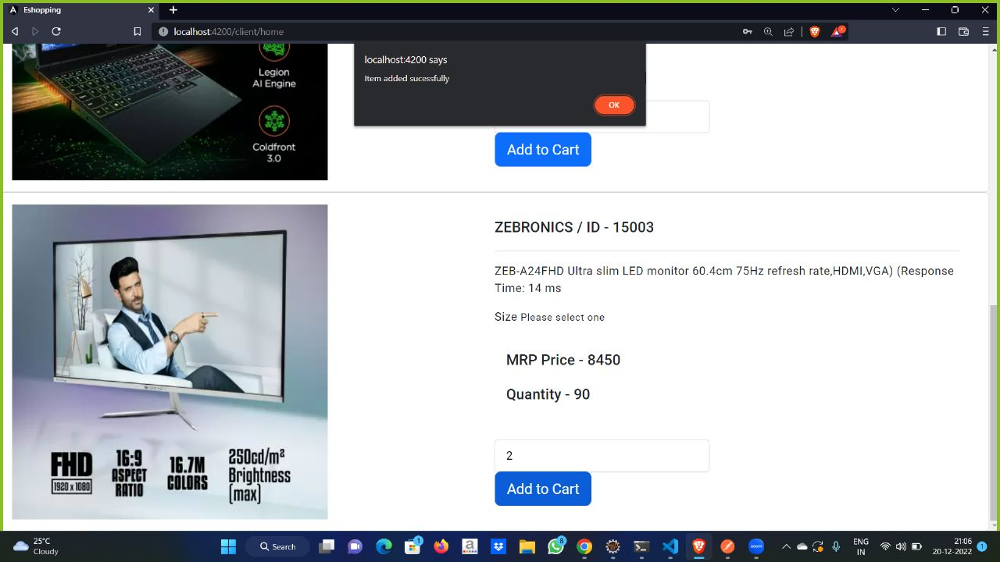 Eshopping
localhost:4200/client/home
localhost:4200 says
Item added sucessfully
OK
Legion
AI Engine
Coldfront
3.0
Add to Cart
ZEBRONICS / ID - 15003
ZEB-A24FHD Ultra slim LED monitor 60.4cm 75Hz refresh rate,HDMI,VGA) (Response
Time: 14 ms
Size Please select one
MRP Price - 8450
Quantity - 90
2
Add to Cart
FHD
1920 x 1080
16:9
ASPECT
RATIO
16.7M
COLORS
250cd/m²
Brightness
(max)
25°C
Cloudy
Search
1
8
zoom
ENG
IN
21:06
20-12-2022
1